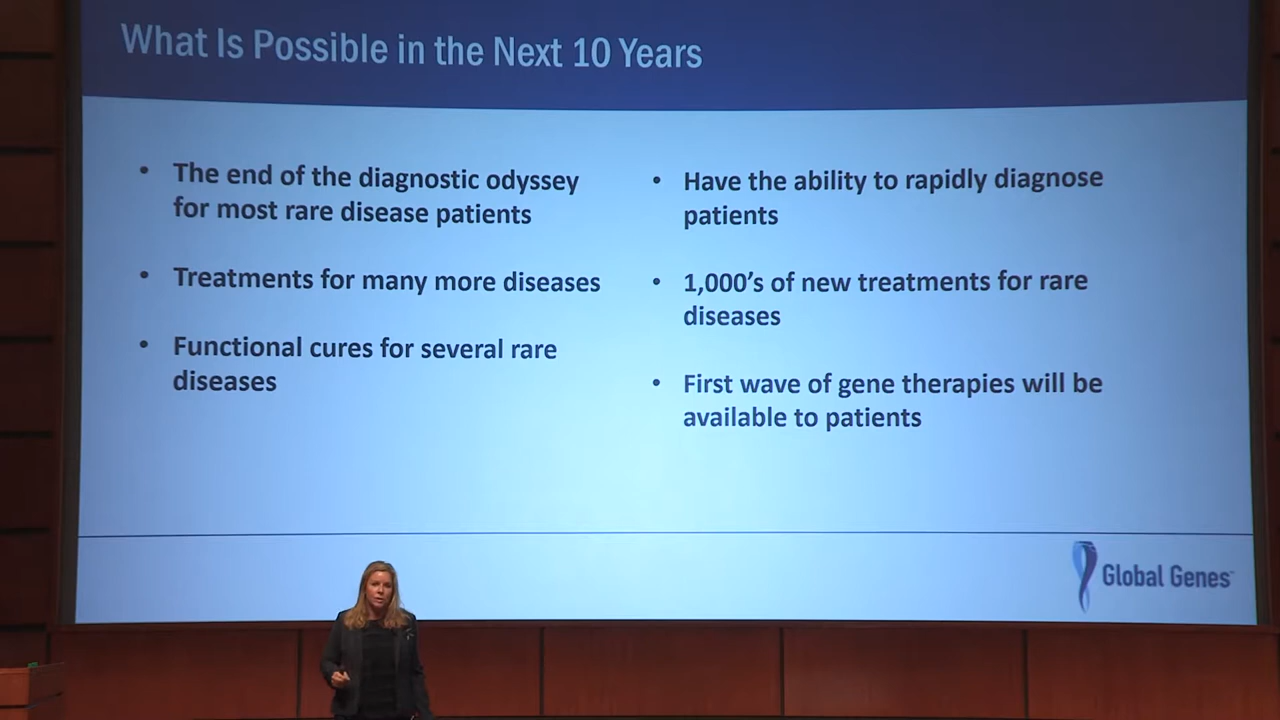 What Is Possible in the Next 10 Years
• The end of the diagnostic odyssey
for most rare disease patients
• Treatments for many more diseases
• Functional cures for several rare
diseases
• Have the ability to rapidly diagnose
patients
• 1,000’s of new treatments for rare
diseases
• First wave of gene therapies will be
available to patients
Global Genes™